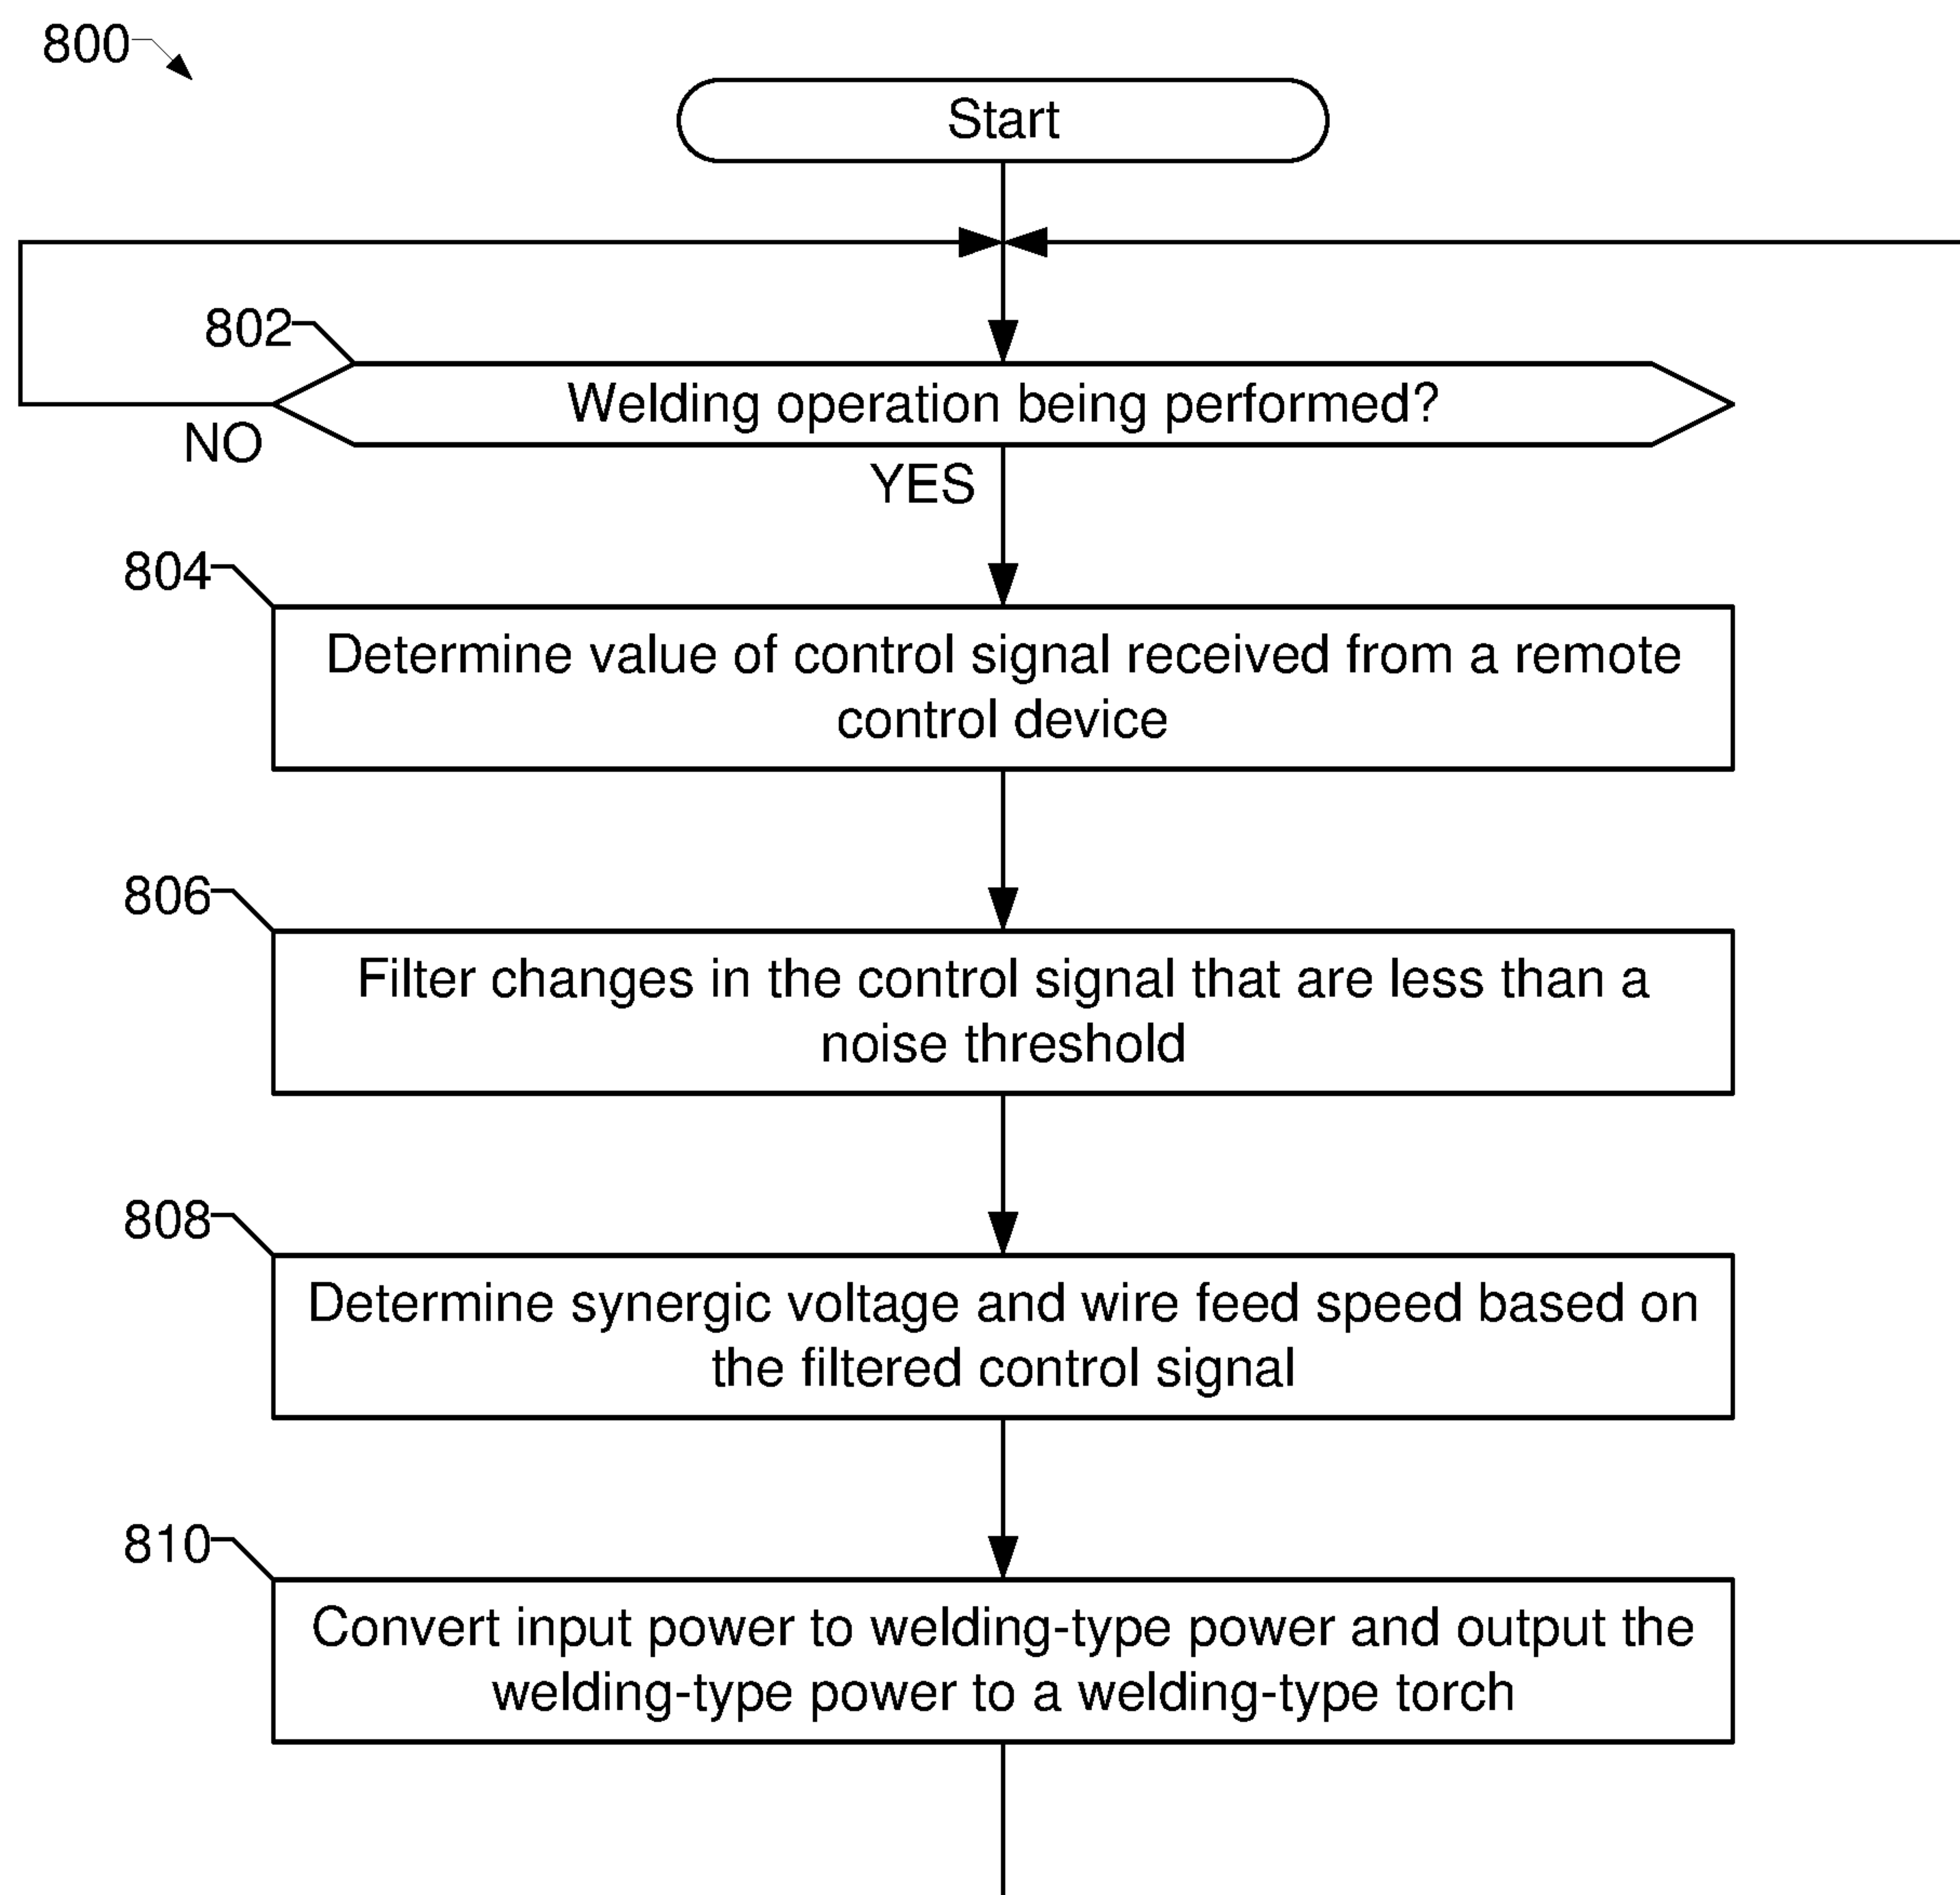 800
Start
802
Welding operation being performed?
NO
YES
804
Determine value of control signal received from a remote
control device
806
Filter changes in the control signal that are less than a
noise threshold
808
Determine synergic voltage and wire feed speed based on
the filtered control signal
810
Convert input power to welding-type power and output the
welding-type power to a welding-type torch